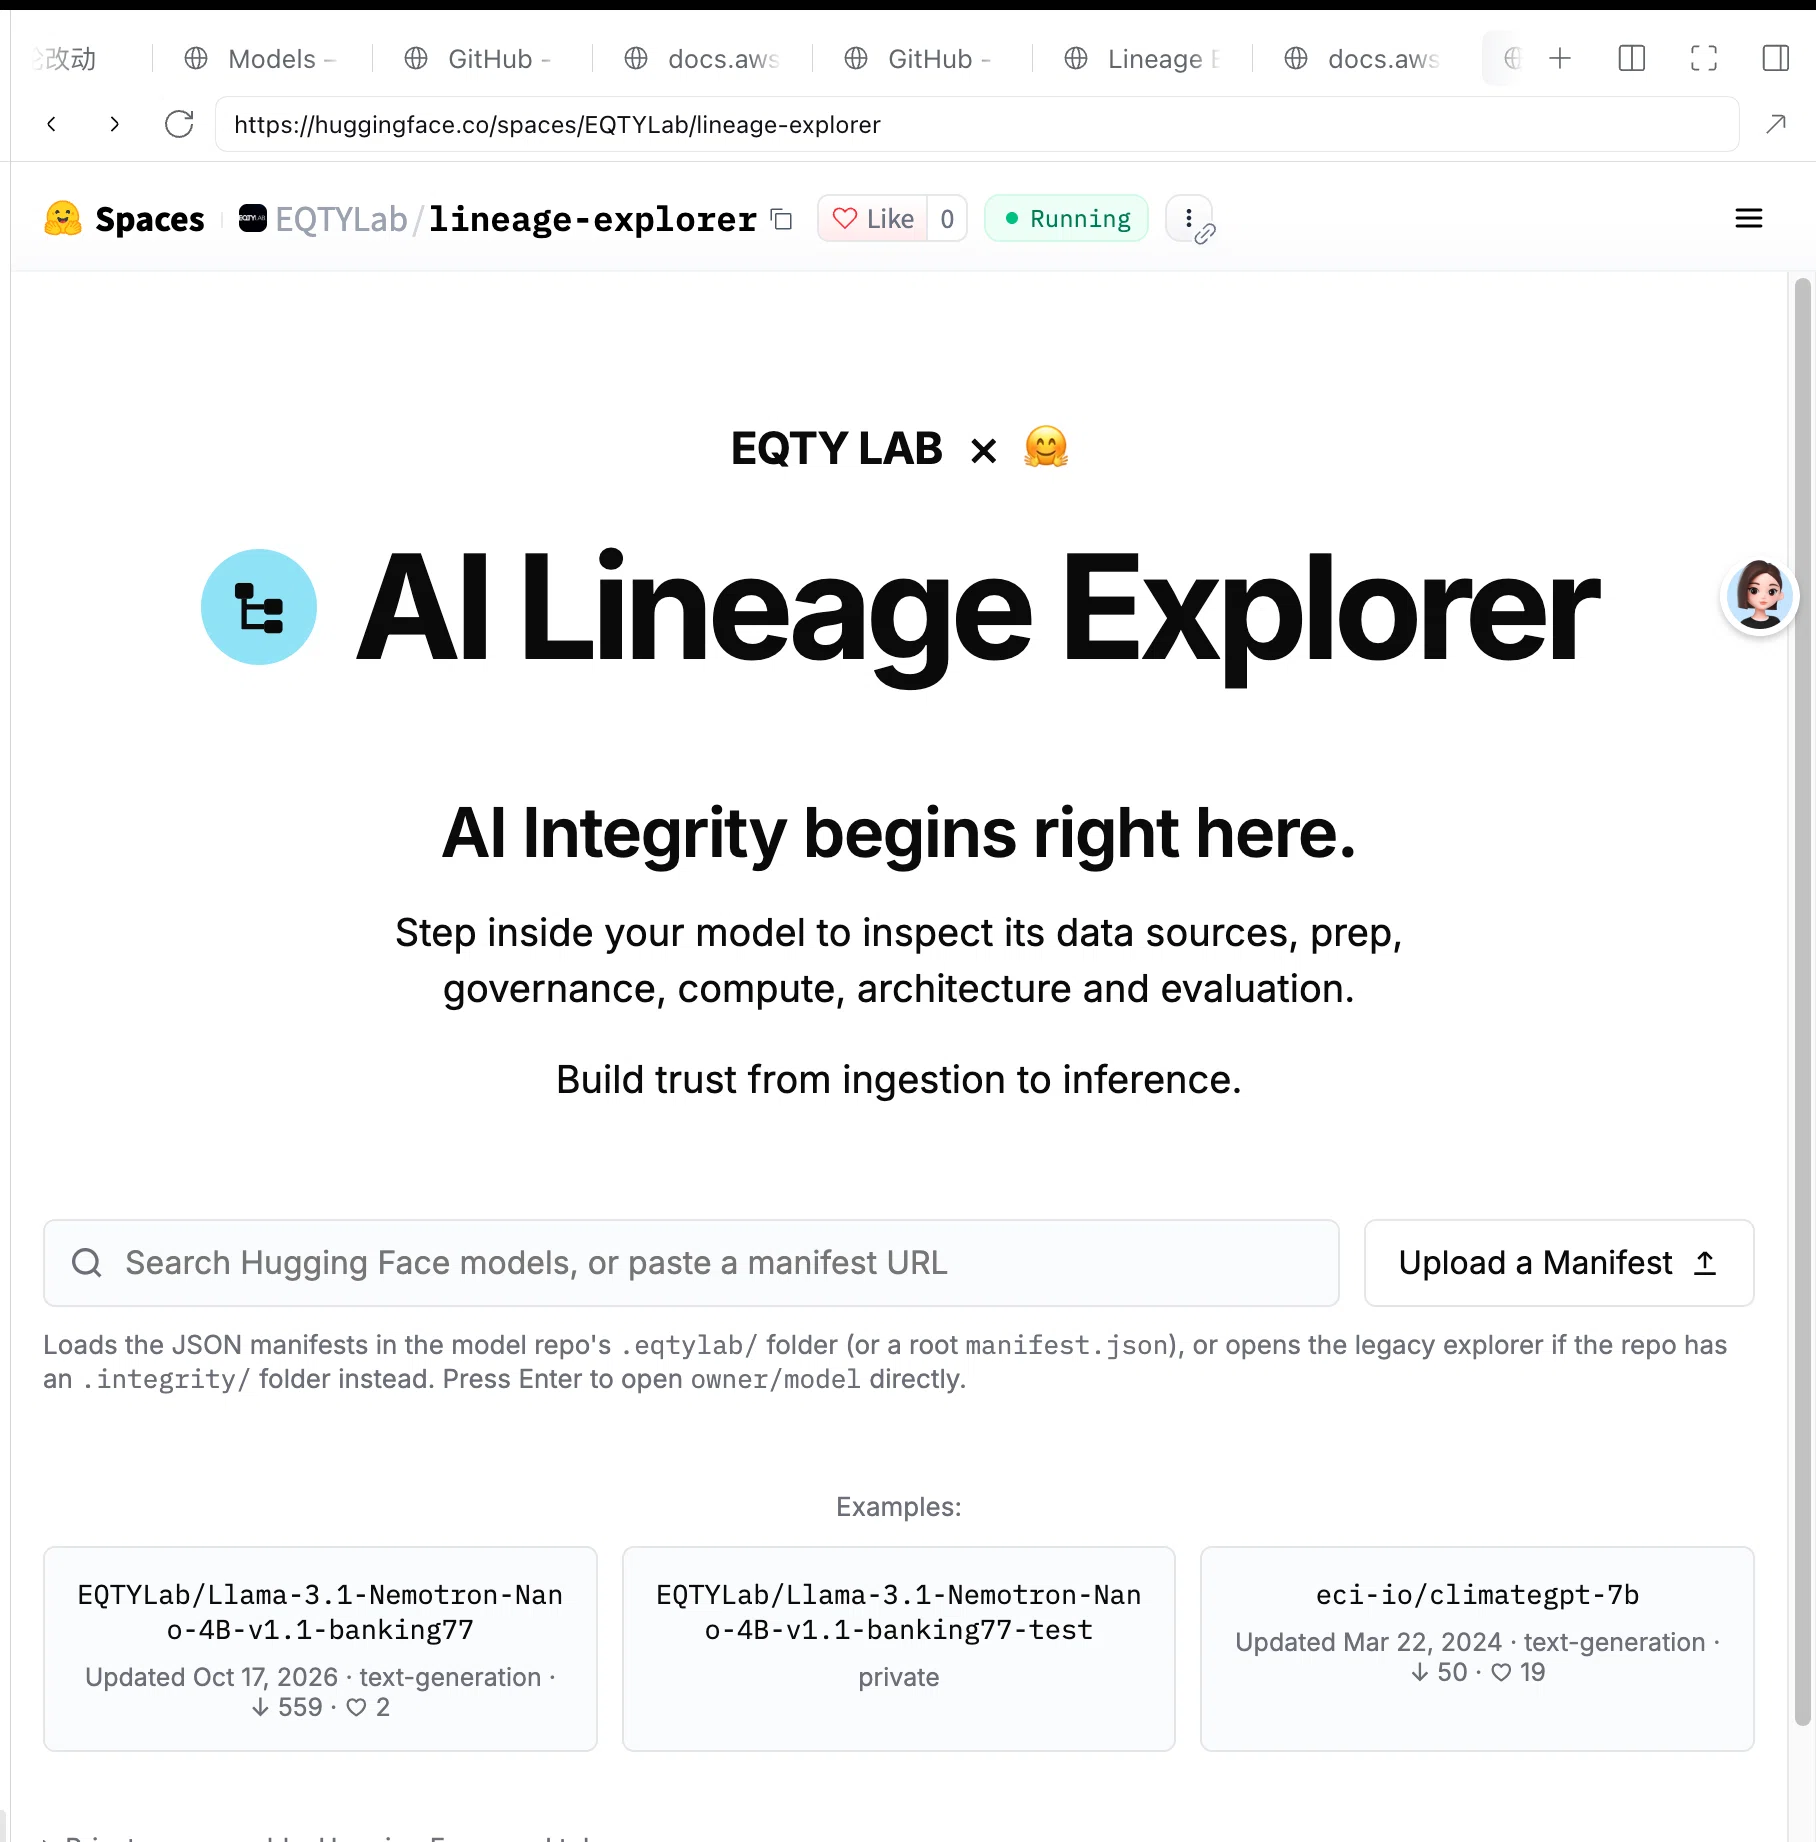 改动
Models –
GitHub -
docs.aws
GitHub -
Lineage E
docs.aws
https://huggingface.co/spaces/EQTYLab/lineage-explorer
Spaces
EQTYLab/lineage-explorer
Like 0
Running
EQTY LAB × 🤗
AI Lineage Explorer
AI Integrity begins right here.
Step inside your model to inspect its data sources, prep,
governance, compute, architecture and evaluation.
Build trust from ingestion to inference.
Search Hugging Face models, or paste a manifest URL
Upload a Manifest
Loads the JSON manifests in the model repo's .eqtylab/ folder (or a root manifest.json), or opens the legacy explorer if the repo has
an .integrity/ folder instead. Press Enter to open owner/model directly.
Examples:
EQTYLab/Llama-3.1-Nemotron-Nan
o-4B-v1.1-banking77
Updated Oct 17, 2026 · text-generation ·
↓ 559 · ♡ 2
EQTYLab/Llama-3.1-Nemotron-Nan
o-4B-v1.1-banking77-test
private
eci-io/climategpt-7b
Updated Mar 22, 2024 · text-generation ·
↓ 50 · ♡ 19